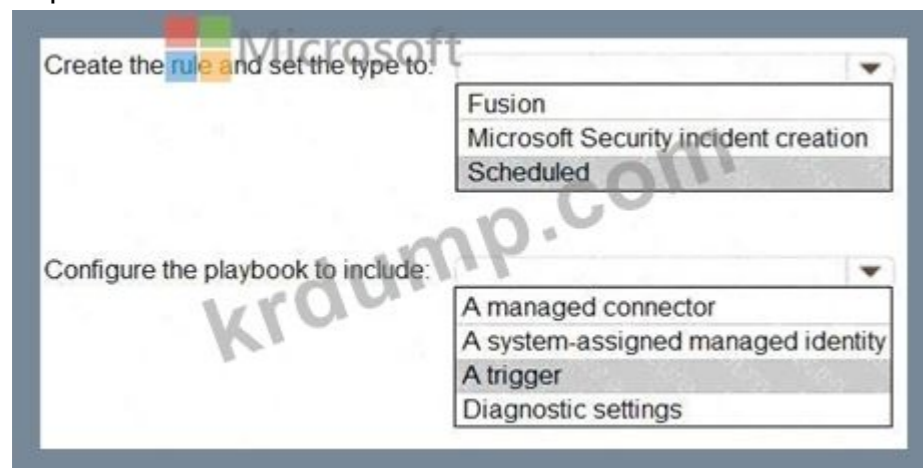 Microsoft
Create the rule and set the type to:
Fusion
Microsoft Security incident creation
Scheduled
krdump.com
Configure the playbook to include:
A managed connector
A system-assigned managed identity
A trigger
Diagnostic settings